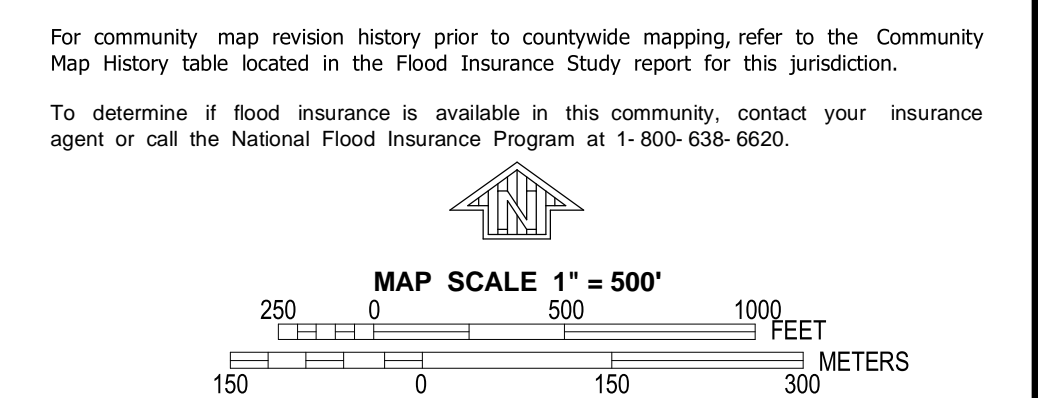 For community map revision history prior to countywide mapping, refer to the Community
Map History table located in the Flood Insurance Study report for this jurisdiction.
To determine if flood insurance is available in this community, contact your insurance
agent or call the National Flood Insurance Program at 1- 800- 638- 6620.
N
MAP SCALE 1" = 500'
250 0 500 1000
FEET
METERS
150 0 150 300